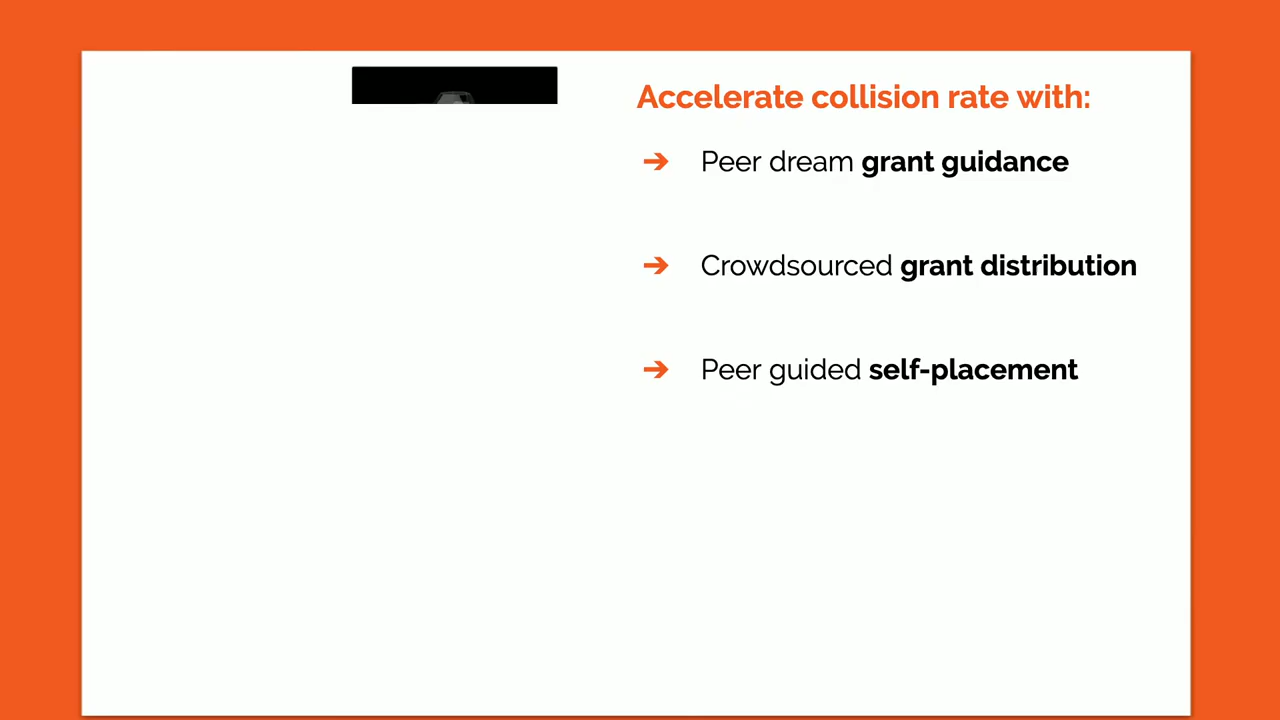 Accelerate collision rate with:
➔ Peer dream grant guidance
➔ Crowdsourced grant distribution
➔ Peer guided self-placement